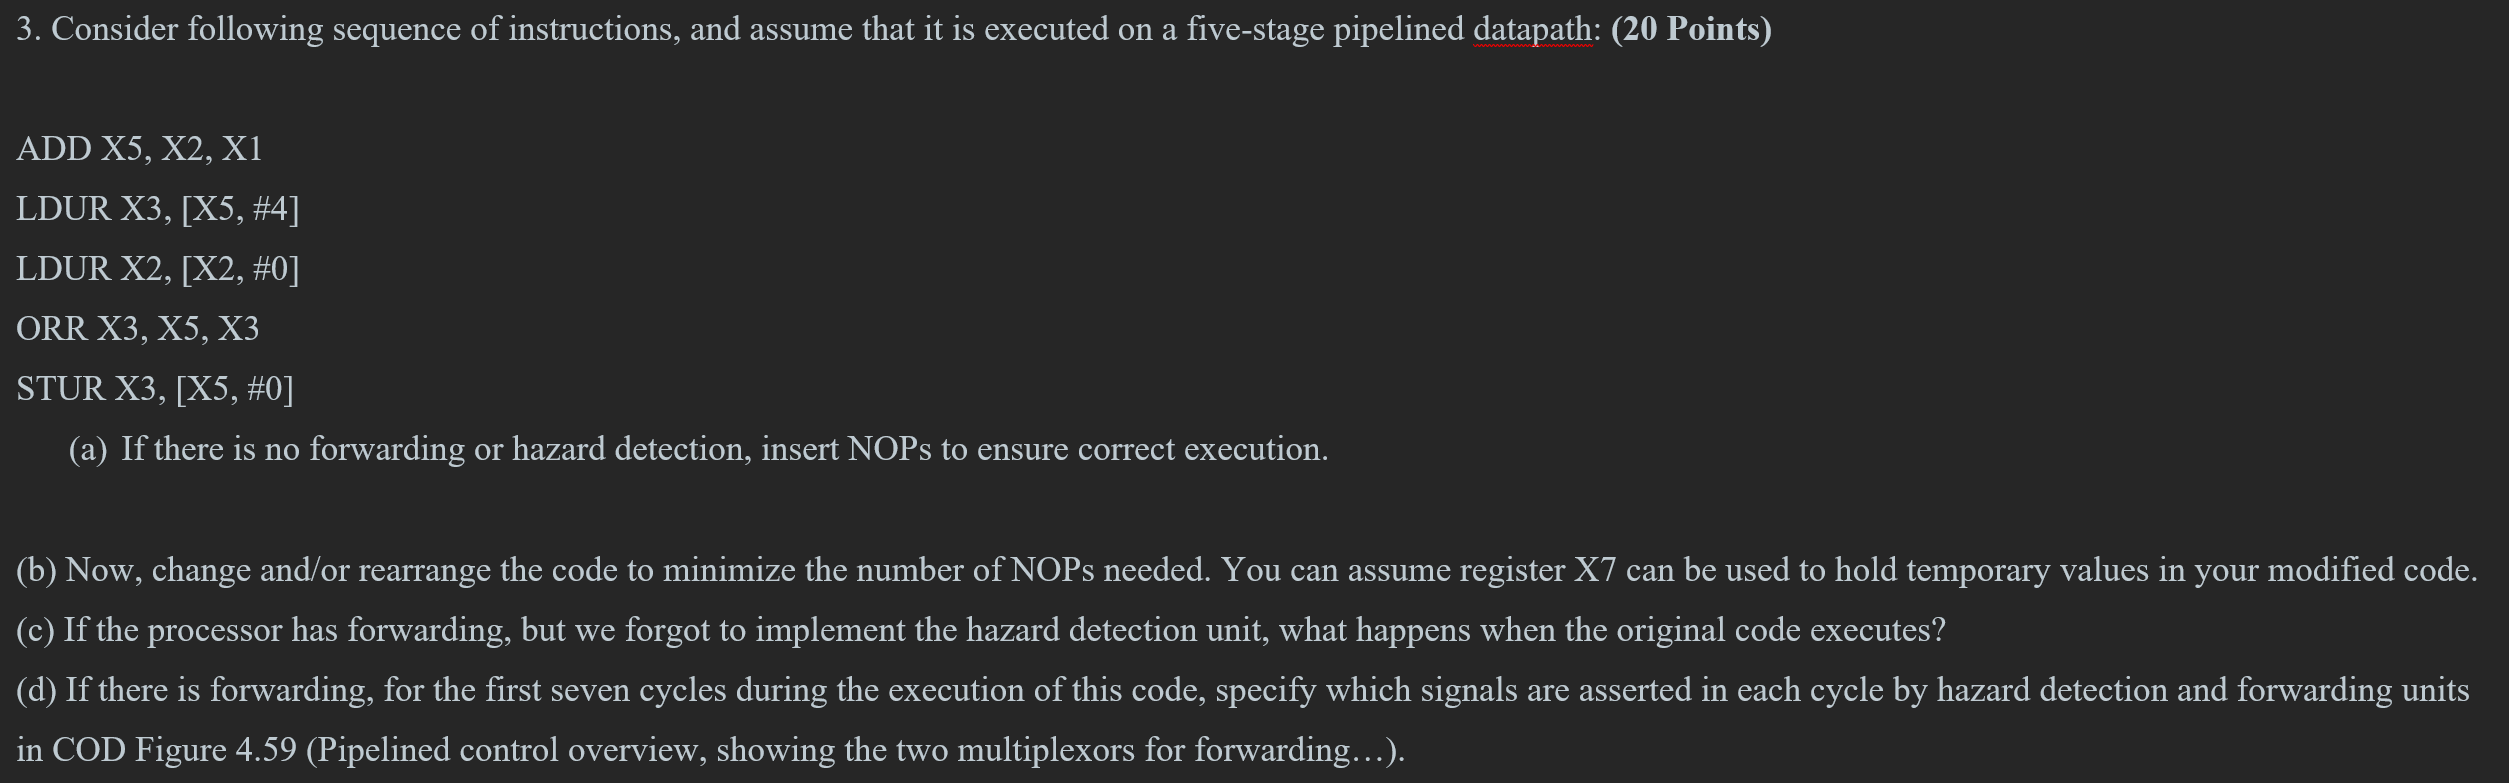 3. Consider following sequence of instructions, and assume that it is executed on a five-stage pipelined datapath: (20 Points)
ADD X5, X2, X1
LDUR X3, [X5, #4]
LDUR X2, [X2, #0]
ORR X3, X5, X3
STUR X3, [X5, #0]
(a) If there is no forwarding or hazard detection, insert NOPs to ensure correct execution.
(b) Now, change and/or rearrange the code to minimize the number of NOPs needed. You can assume register X7 can be used to hold temporary values in your modified code.
(c) If the processor has forwarding, but we forgot to implement the hazard detection unit, what happens when the original code executes?
(d) If there is forwarding, for the first seven cycles during the execution of this code, specify which signals are asserted in each cycle by hazard detection and forwarding units
in COD Figure 4.59 (Pipelined control overview, showing the two multiplexors for forwarding…).